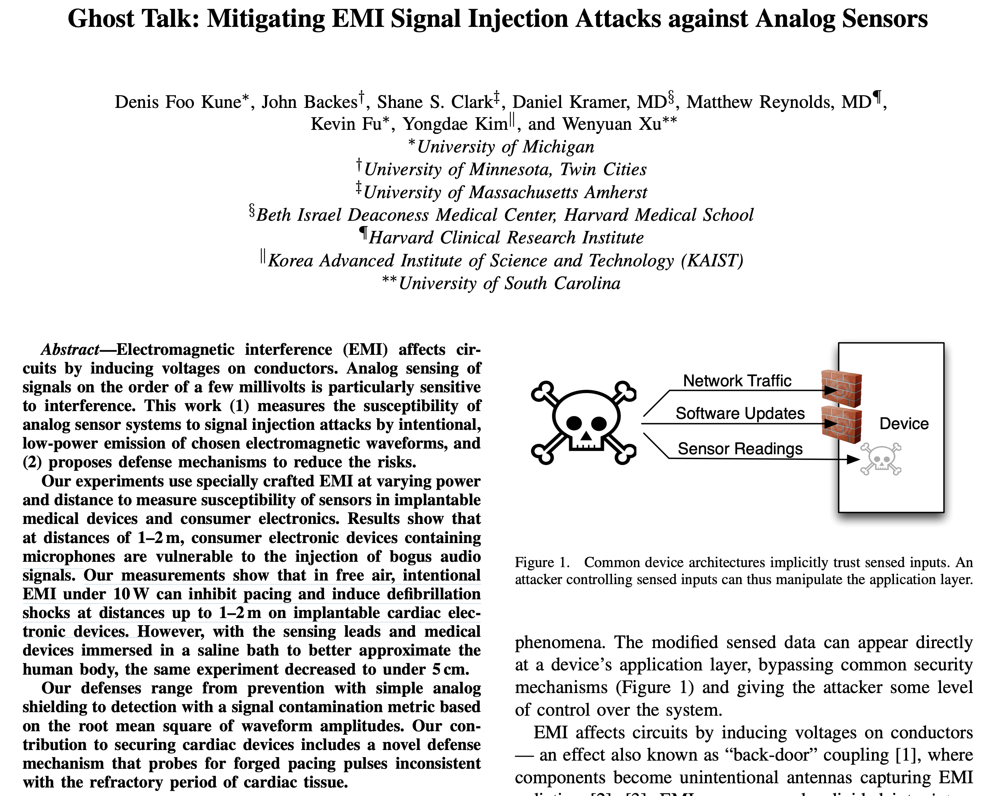 Ghost Talk: Mitigating EMI Signal Injection Attacks against Analog Sensors
Denis Foo Kune*, John Backes†, Shane S. Clark‡, Daniel Kramer, MD§, Matthew Reynolds, MD¶,
Kevin Fu*, Yongdae Kim‖, and Wenyuan Xu**
*University of Michigan
†University of Minnesota, Twin Cities
‡University of Massachusetts Amherst
§Beth Israel Deaconess Medical Center, Harvard Medical School
¶Harvard Clinical Research Institute
‖Korea Advanced Institute of Science and Technology (KAIST)
**University of South Carolina
Abstract—Electromagnetic interference (EMI) affects cir-
cuits by inducing voltages on conductors. Analog sensing of
signals on the order of a few millivolts is particularly sensitive
to interference. This work (1) measures the susceptibility of
analog sensor systems to signal injection attacks by intentional,
low-power emission of chosen electromagnetic waveforms, and
(2) proposes defense mechanisms to reduce the risks.
Our experiments use specially crafted EMI at varying power
and distance to measure susceptibility of sensors in implantable
medical devices and consumer electronics. Results show that
at distances of 1–2 m, consumer electronic devices containing
microphones are vulnerable to the injection of bogus audio
signals. Our measurements show that in free air, intentional
EMI under 10 W can inhibit pacing and induce defibrillation
shocks at distances up to 1–2 m on implantable cardiac elec-
tronic devices. However, with the sensing leads and medical
devices immersed in a saline bath to better approximate the
human body, the same experiment decreased to under 5 cm.
Our defenses range from prevention with simple analog
shielding to detection with a signal contamination metric based
on the root mean square of waveform amplitudes. Our con-
tribution to securing cardiac devices includes a novel defense
mechanism that probes for forged pacing pulses inconsistent
with the refractory period of cardiac tissue.
Network Traffic
Software Updates
Sensor Readings
Device
Figure 1. Common device architectures implicitly trust sensed inputs. An
attacker controlling sensed inputs can thus manipulate the application layer.
phenomena. The modified sensed data can appear directly
at a device's application layer, bypassing common security
mechanisms (Figure 1) and giving the attacker some level
of control over the system.
EMI affects circuits by inducing voltages on conductors
— an effect also known as “back-door” coupling [1], where
components become unintentional antennas capturing EMI